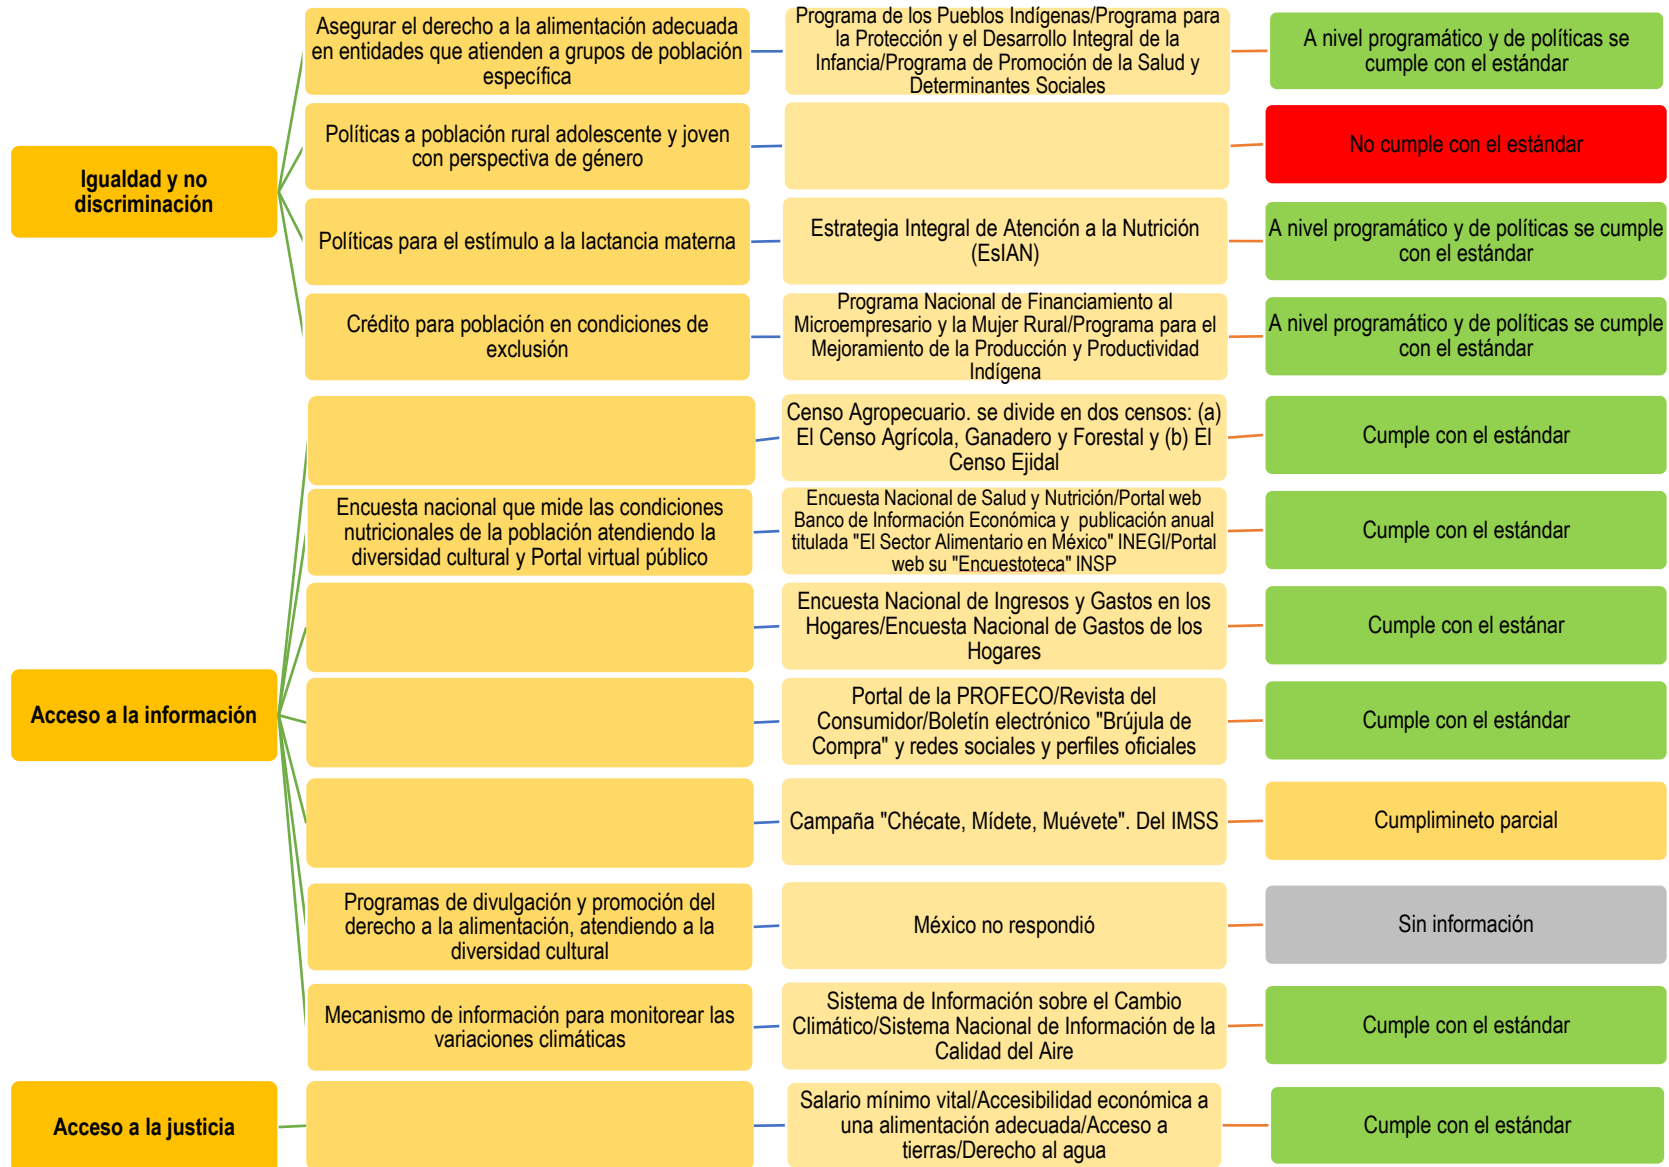 Igualdad y no
discriminación
Asegurar el derecho a la alimentación adecuada
en entidades que atienden a grupos de población
específica
Programa de los Pueblos Indígenas/Programa para
la Protección y el Desarrollo Integral de la
Infancia/Programa de Promoción de la Salud y
Determinantes Sociales
A nivel programático y de políticas se
cumple con el estándar
Políticas a población rural adolescente y joven
con perspectiva de género
No cumple con el estándar
Políticas para el estímulo a la lactancia materna
Estrategia Integral de Atención a la Nutrición
(EsIAN)
A nivel programático y de políticas se cumple
con el estándar
Crédito para población en condiciones de
exclusión
Programa Nacional de Financiamiento al
Microempresario y la Mujer Rural/Programa para el
Mejoramiento de la Producción y Productividad
Indígena
A nivel programático y de políticas se cumple
con el estándar
Acceso a la información
Censo Agropecuario. se divide en dos censos: (a)
El Censo Agrícola, Ganadero y Forestal y (b) El
Censo Ejidal
Cumple con el estándar
Encuesta nacional que mide las condiciones
nutricionales de la población atendiendo la
diversidad cultural y Portal virtual público
Encuesta Nacional de Salud y Nutrición/Portal web
Banco de Información Económica y publicación anual
titulada "El Sector Alimentario en México" INEGI/Portal
web su "Encuestoteca" INSP
Cumple con el estándar
Encuesta Nacional de Ingresos y Gastos en los
Hogares/Encuesta Nacional de Gastos de los
Hogares
Cumple con el estánar
Portal de la PROFECO/Revista del
Consumidor/Boletín electrónico "Brújula de
Compra" y redes sociales y perfiles oficiales
Cumple con el estándar
Campaña "Chécate, Mídete, Muévete". Del IMSS
Cumplimineto parcial
Programas de divulgación y promoción del
derecho a la alimentación, atendiendo a la
diversidad cultural
México no respondió
Sin información
Mecanismo de información para monitorear las
variaciones climáticas
Sistema de Información sobre el Cambio
Climático/Sistema Nacional de Información de la
Calidad del Aire
Cumple con el estándar
Acceso a la justicia
Salario mínimo vital/Accesibilidad económica a
una alimentación adecuada/Acceso a
tierras/Derecho al agua
Cumple con el estándar